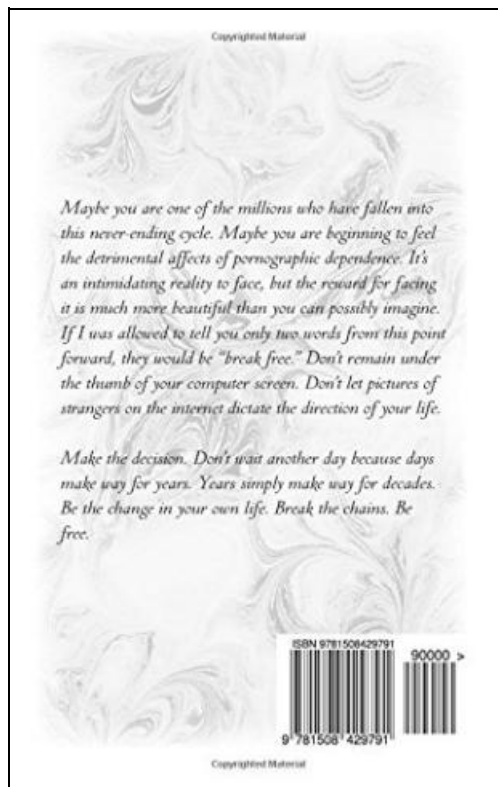 Copyrighted Material
Maybe you are one of the millions who have fallen into
this never-ending cycle. Maybe you are beginning to feel
the detrimental affects of pornographic dependence. It's
an intimidating reality to face, but the reward for facing
it is much more beautiful than you can possibly imagine.
If I was allowed to tell you only two words from this point
forward, they would be "break free." Don't remain under
the thumb of your computer screen. Don't let pictures of
strangers on the internet dictate the direction of your life.
Make the decision. Don't wait another day because days
make way for years. Years simply make way for decades.
Be the change in your own life. Break the chains. Be
free.
ISBN 9781508429791
90000 >
9 781508 429791
Copyrighted Material